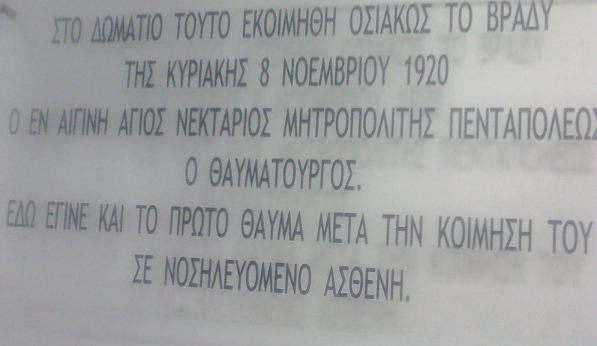 ΣΤΟ ΔΩΜΑΤΙΟ ΤΟΥΤΟ ΕΚΟΙΜΗΘΗ ΟΣΙΑΚΩΣ ΤΟ ΒΡΑΔΥ
ΤΗΣ ΚΥΡΙΑΚΗΣ 8 ΝΟΕΜΒΡΙΟΥ 1920
Ο ΕΝ ΑΙΓΙΝΗ ΑΓΙΟΣ ΝΕΚΤΑΡΙΟΣ ΜΗΤΡΟΠΟΛΙΤΗΣ ΠΕΝΤΑΠΟΛΕΩΣ
Ο ΘΑΥΜΑΤΟΥΡΓΟΣ.
ΕΔΩ ΕΓΙΝΕ ΚΑΙ ΤΟ ΠΡΩΤΟ ΘΑΥΜΑ ΜΕΤΑ ΤΗΝ ΚΟΙΜΗΣΗ ΤΟΥ
ΣΕ ΝΟΣΗΛΕΥΟΜΕΝΟ ΑΣΘΕΝΗ.